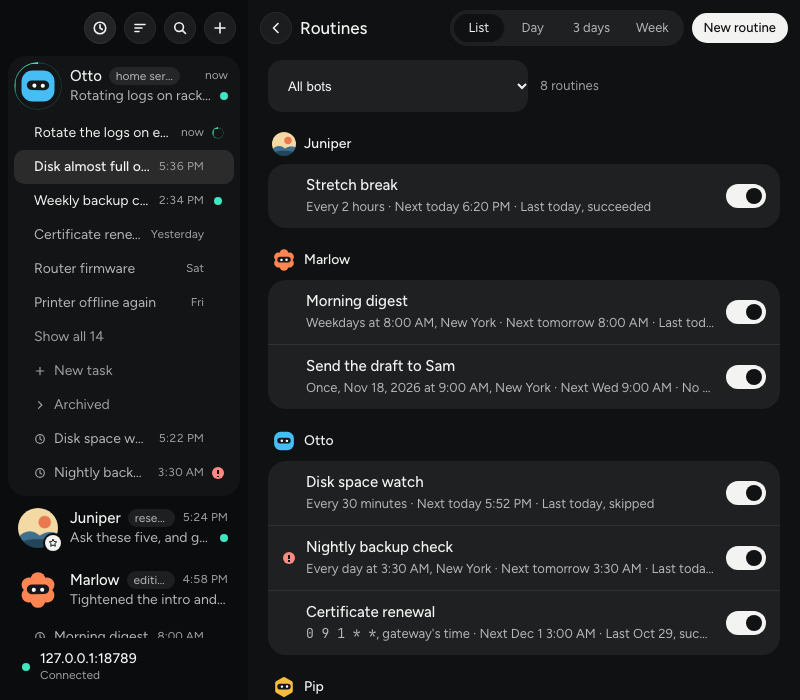 Otto home ser... now
Rotating logs on rack...
Rotate the logs on e... now
Disk almost full o... 5:36 PM
Weekly backup c... 2:34 PM
Certificate rene... Yesterday
Router firmware Sat
Printer offline again Fri
Show all 14
New task
Archived
Disk space w... 5:22 PM
Nightly back... 3:30 AM
Juniper rese... 5:24 PM
Ask these five, and g...
Marlow editi... 4:58 PM
Tightened the intro and...
Morning digest 8:00 AM
127.0.0.1:18789
Connected
Routines
List Day 3 days Week
New routine
All bots
8 routines
Juniper
Stretch break
Every 2 hours · Next today 6:20 PM · Last today, succeeded
Marlow
Morning digest
Weekdays at 8:00 AM, New York · Next tomorrow 8:00 AM · Last tod...
Send the draft to Sam
Once, Nov 18, 2026 at 9:00 AM, New York · Next Wed 9:00 AM · No ...
Otto
Disk space watch
Every 30 minutes · Next today 5:52 PM · Last today, skipped
Nightly backup check
Every day at 3:30 AM, New York · Next tomorrow 3:30 AM · Last toda...
Certificate renewal
0 9 1 * *, gateway's time · Next Dec 1 3:00 AM · Last Oct 29, suc...
Pip